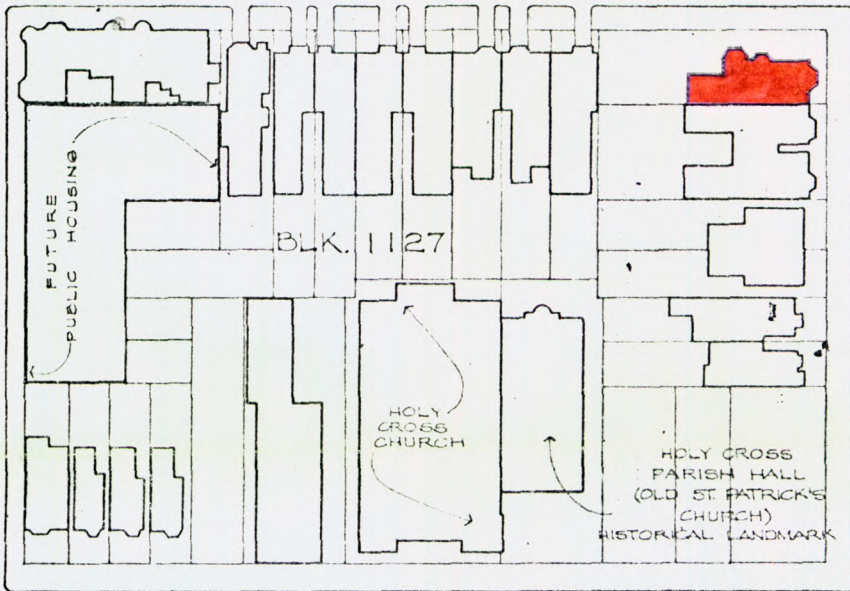 FUTURE
PUBLIC HOUSING
BLK. 1127
HOLY
CROSS
CHURCH
HOLY CROSS
PARISH HALL
(OLD ST. PATRICK'S
CHURCH)
HISTORICAL LANDMARK